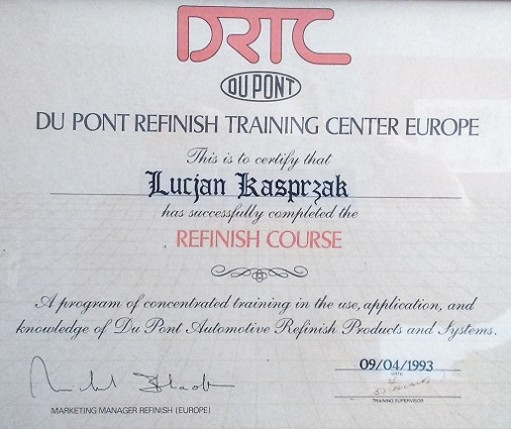 DRTC
DU PONT
DU PONT REFINISH TRAINING CENTER EUROPE
This is to certify that
Lucjan Kasprzak
has successfully completed the
REFINISH COURSE
A program of concentrated training in the use, application, and
knowledge of Du Pont Automotive Refinish Products and Systems.
09/04/1993
DATE
MARKETING MANAGER REFINISH (EUROPE)
TRAINING SUPERVISOR